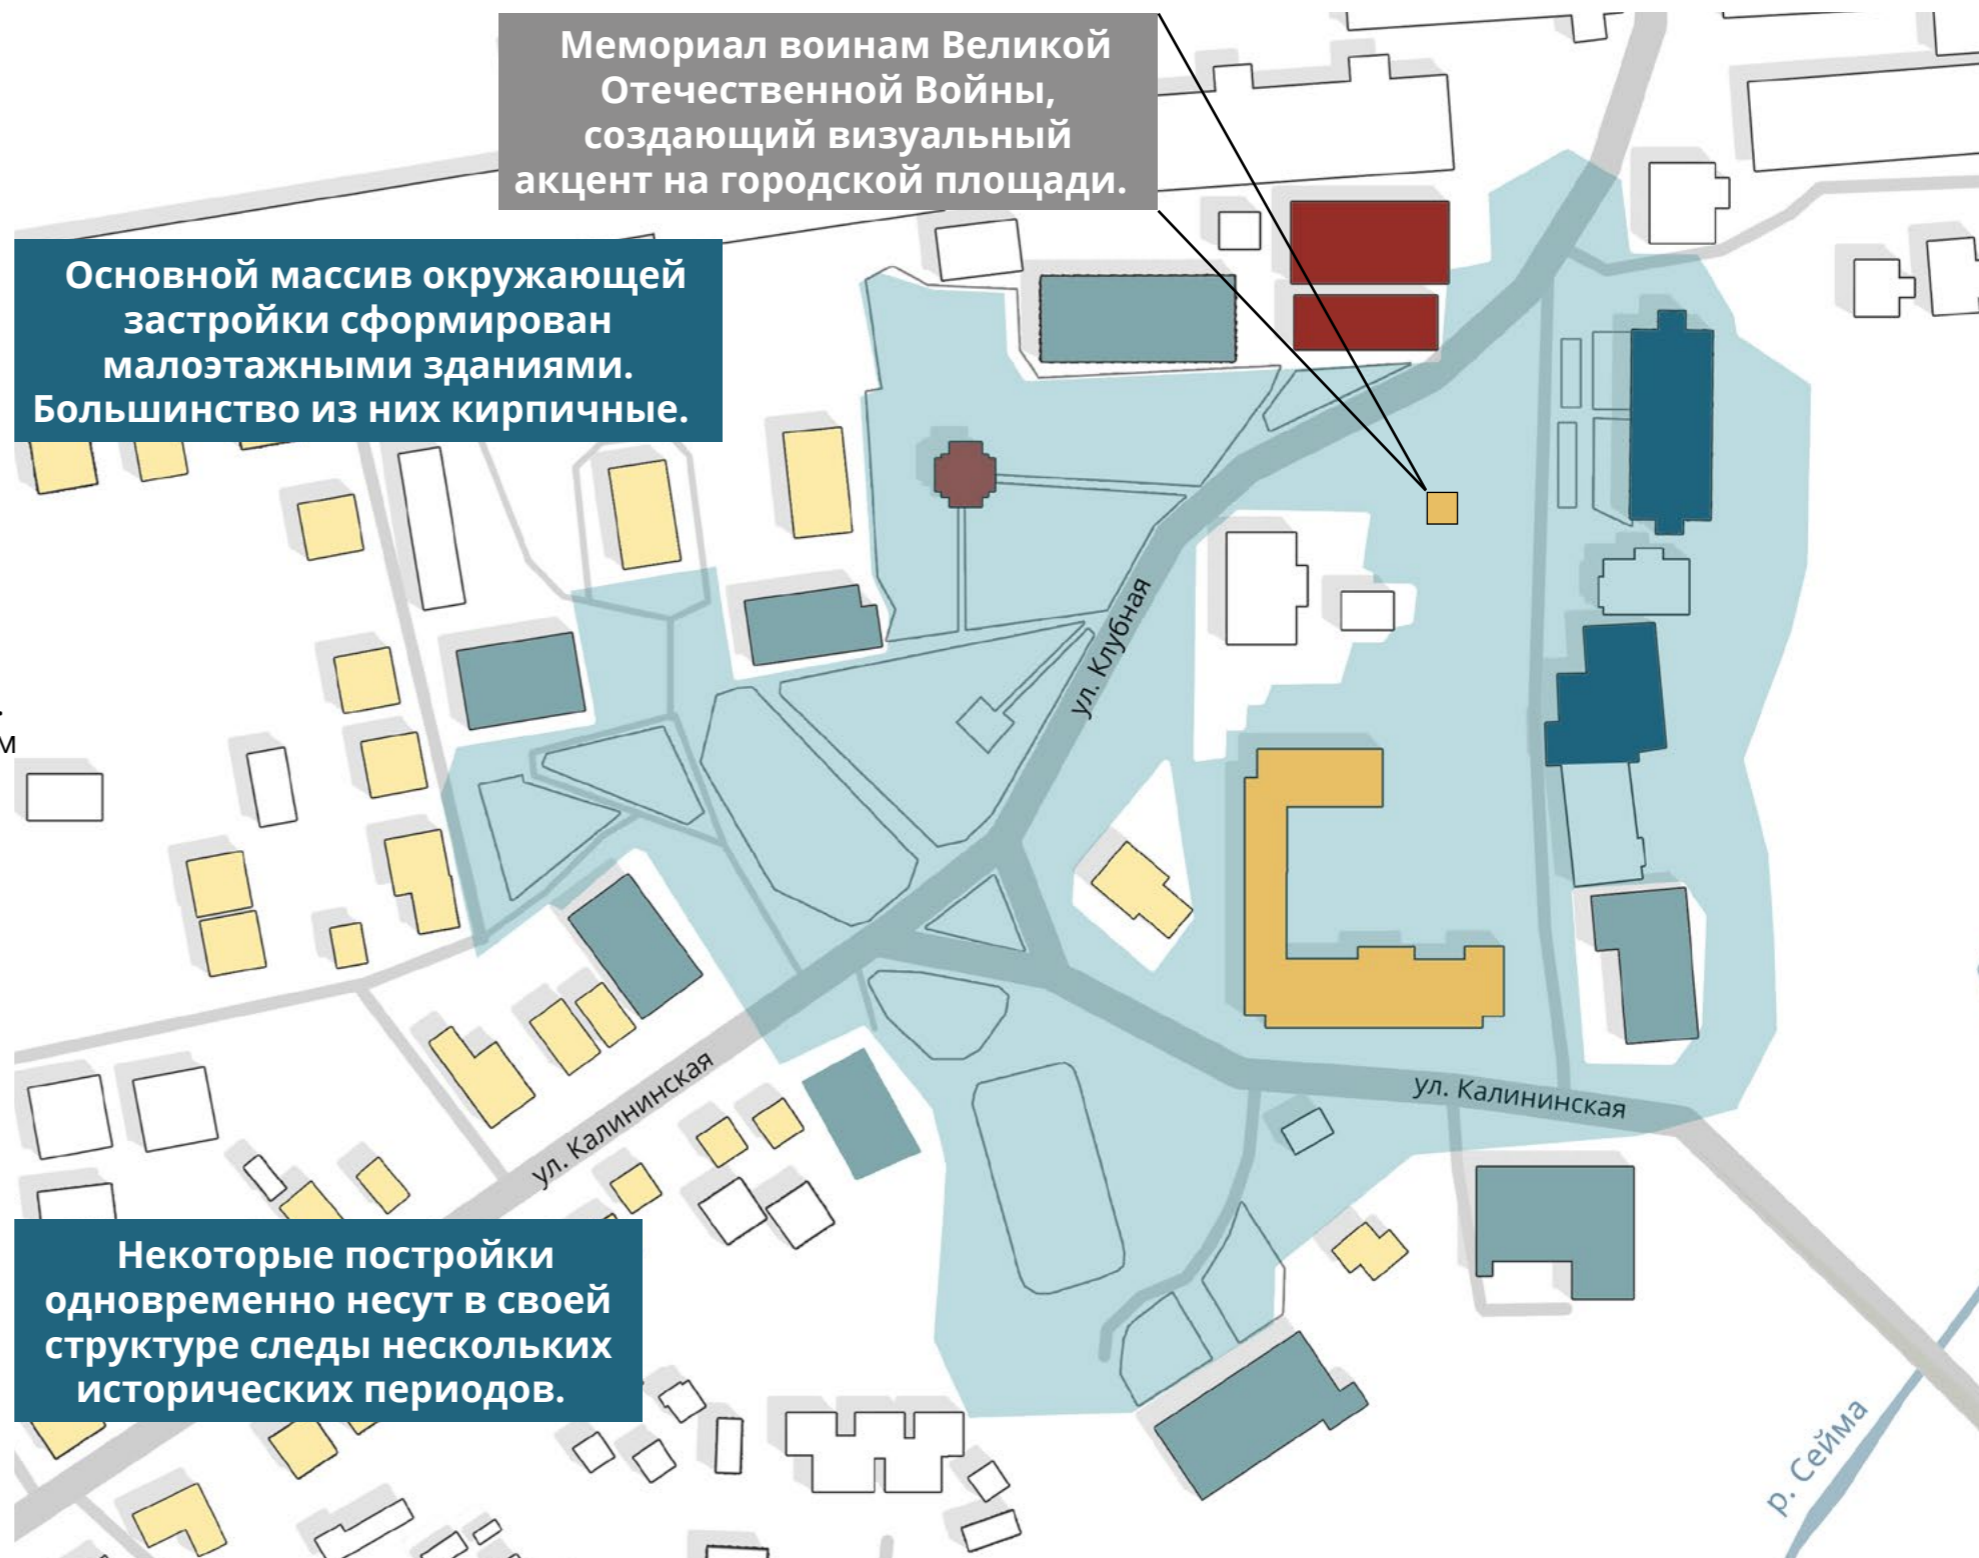 Мемориал воинам Великой
Отечественной Войны,
создающий визуальный
акцент на городской площади.
Основной массив окружающей
застройки сформирован
малоэтажными зданиями.
Большинство из них кирпичные.
ул. Клубная
.
м
ул. Калининская
ул. Калининская
Некоторые постройки
одновременно несут в своей
структуре следы нескольких
исторических периодов.
р. Сейма